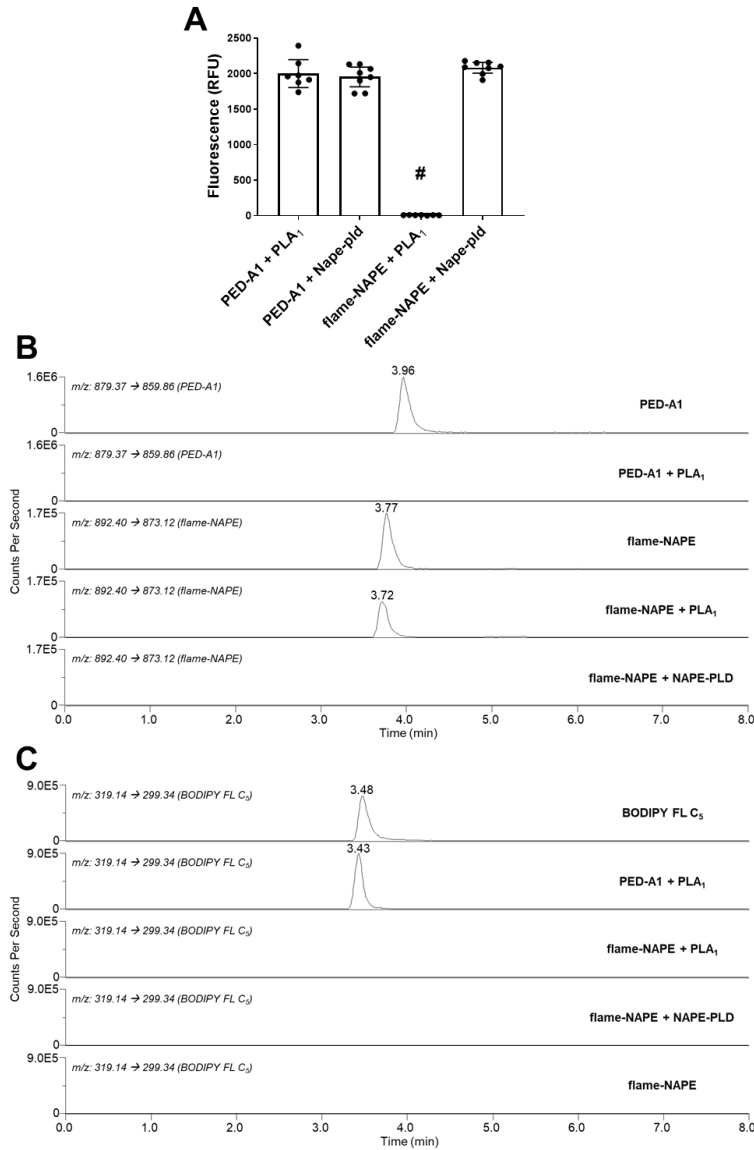 A
Fluorescence (RFU)
2500
2000
1500
1000
500
0
#
PED-A1 + PLA₁
PED-A1 + Nape-pld
flame-NAPE + PLA₁
flame-NAPE + Nape-pld
B
Counts Per Second
1.6E6
0
m/z: 879.37 → 859.86 (PED-A1)
3.96
PED-A1
1.6E6
0
m/z: 879.37 → 859.86 (PED-A1)
PED-A1 + PLA₁
1.7E5
0
m/z: 892.40 → 873.12 (flame-NAPE)
3.77
flame-NAPE
1.7E5
0
m/z: 892.40 → 873.12 (flame-NAPE)
3.72
flame-NAPE + PLA₁
1.7E5
0
m/z: 892.40 → 873.12 (flame-NAPE)
flame-NAPE + NAPE-PLD
0.0 1.0 2.0 3.0 4.0 5.0 6.0 7.0 8.0
Time (min)
C
Counts Per Second
9.0E5
0
m/z: 319.14 → 299.34 (BODIPY FL C₅)
3.48
BODIPY FL C₅
9.0E5
0
m/z: 319.14 → 299.34 (BODIPY FL C₅)
3.43
PED-A1 + PLA₁
9.0E5
0
m/z: 319.14 → 299.34 (BODIPY FL C₅)
flame-NAPE + PLA₁
9.0E5
0
m/z: 319.14 → 299.34 (BODIPY FL C₅)
flame-NAPE + NAPE-PLD
9.0E5
0
m/z: 319.14 → 299.34 (BODIPY FL C₅)
flame-NAPE
0.0 1.0 2.0 3.0 4.0 5.0 6.0 7.0 8.0
Time (min)